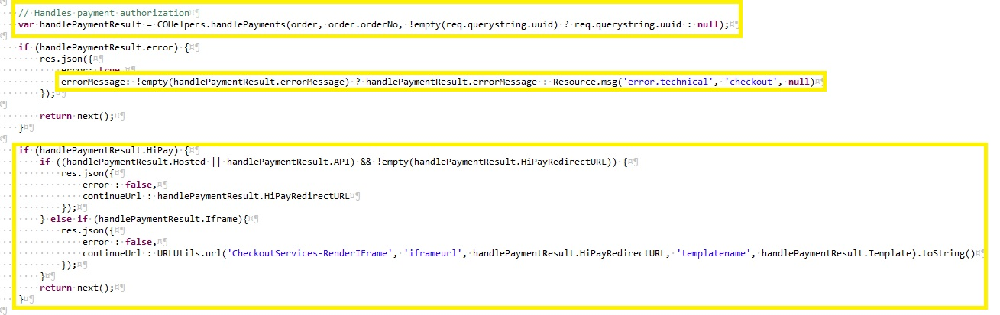 // Handles payment authorization
var handlePaymentResult = COHelpers.handlePayments(order, order.orderNo, !empty(req.querystring.uuid) ? req.querystring.uuid : null);
if (handlePaymentResult.error) {
res.json({
error: true,
errorMessage: !empty(handlePaymentResult.errorMessage) ? handlePaymentResult.errorMessage : Resource.msg('error.technical', 'checkout', null)
});
return next();
}
if (handlePaymentResult.HiPay) {
if ((handlePaymentResult.Hosted || handlePaymentResult.API) && !empty(handlePaymentResult.HiPayRedirectURL)) {
res.json({
error : false,
continueUrl : handlePaymentResult.HiPayRedirectURL
});
} else if (handlePaymentResult.Iframe){
res.json({
error : false,
continueUrl : URLUtils.url('CheckoutServices-RenderIFrame', 'iframeurl', handlePaymentResult.HiPayRedirectURL, 'templatename', handlePaymentResult.Template).toString()
});
}
return next();
}